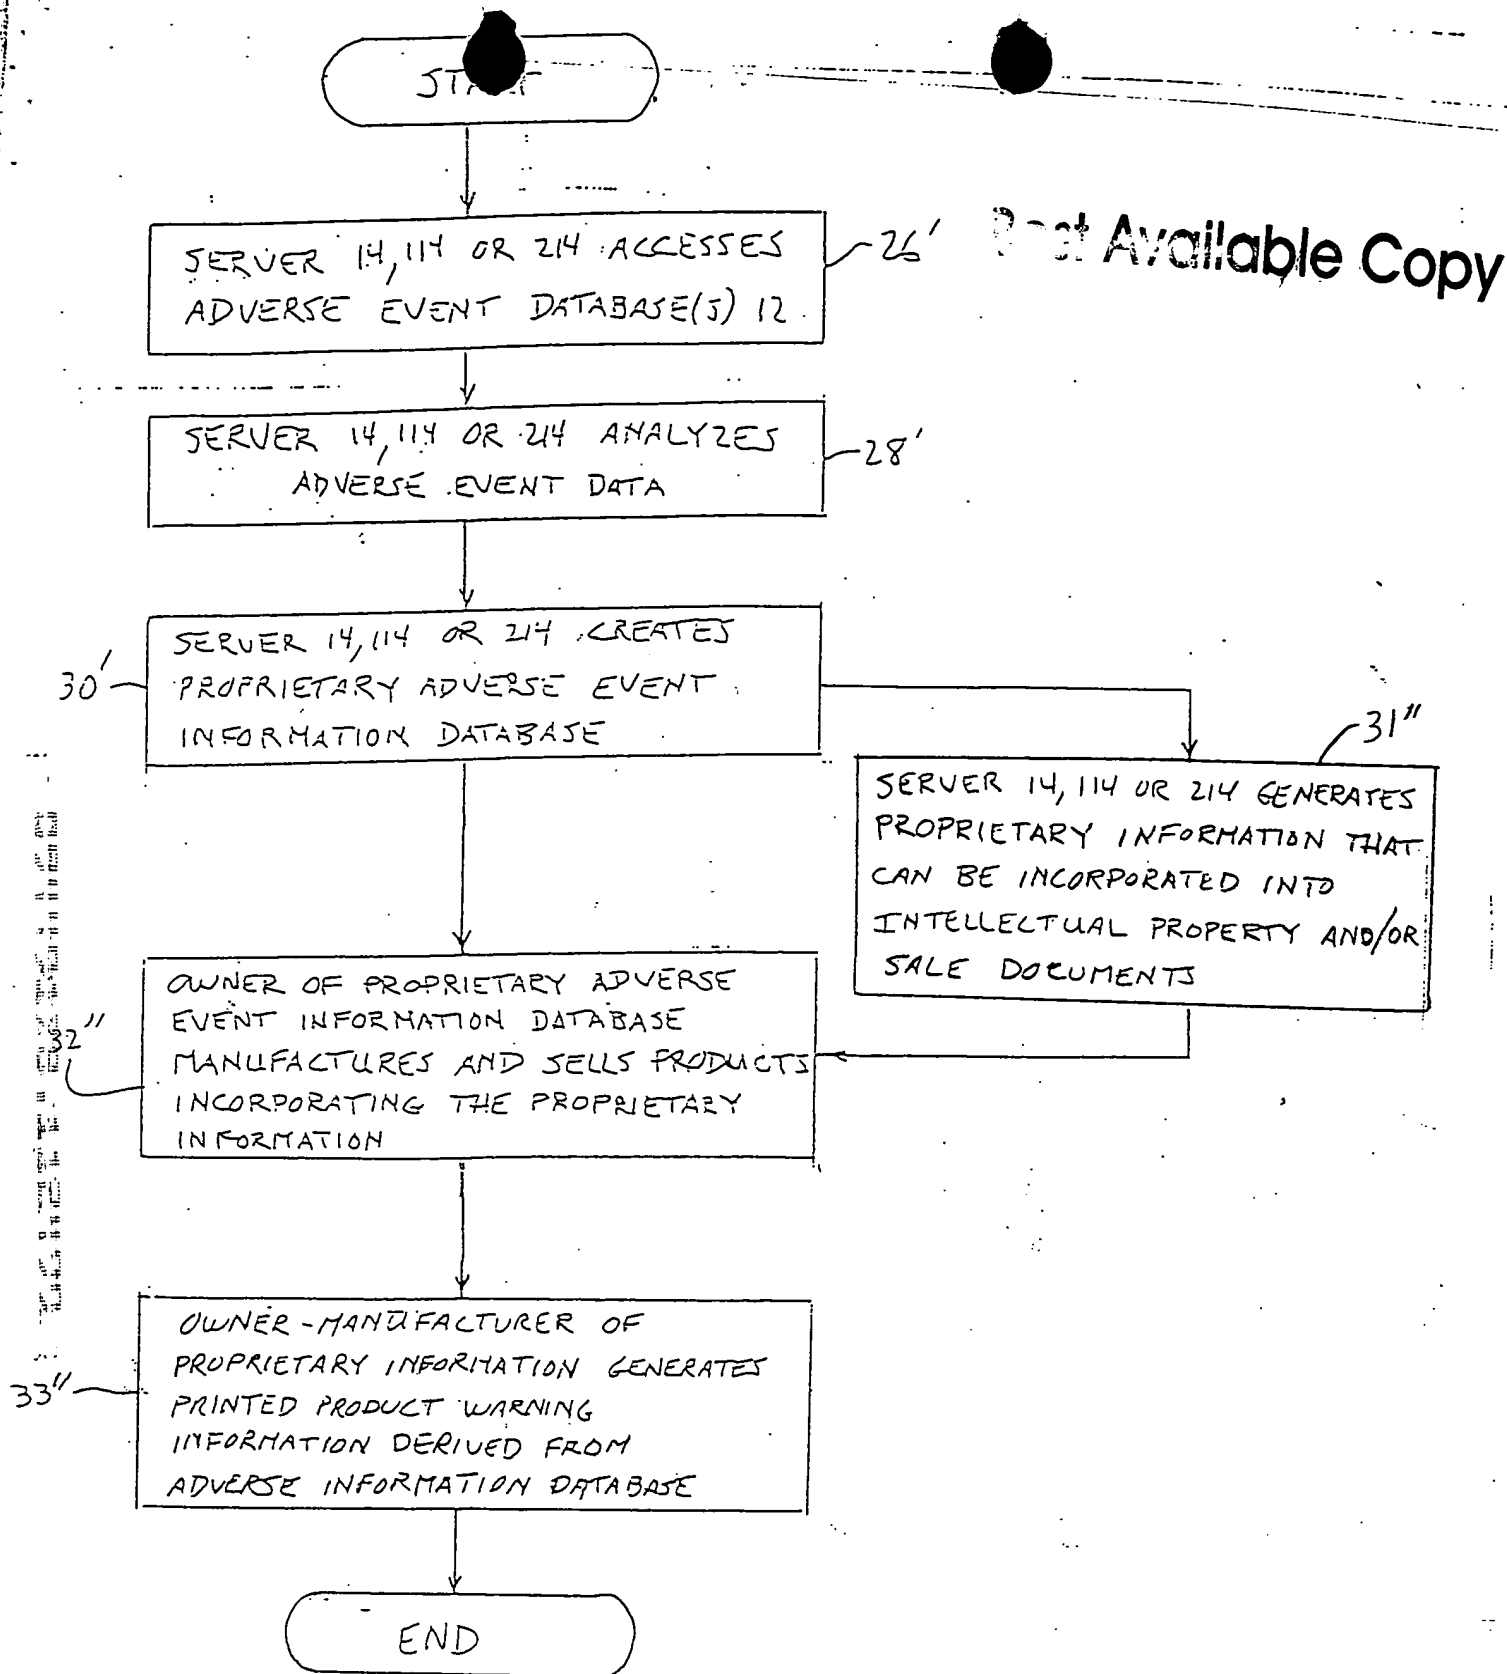 START
SERVER 14, 114 OR 214 ACCESSES
ADVERSE EVENT DATABASE(S) 12
26'
Best Available Copy
SERVER 14, 114 OR 214 ANALYZES
ADVERSE EVENT DATA
28'
30'
SERVER 14, 114 OR 214 CREATES
PROPRIETARY ADVERSE EVENT
INFORMATION DATABASE
31"
SERVER 14, 114 OR 214 GENERATES
PROPRIETARY INFORMATION THAT
CAN BE INCORPORATED INTO
INTELLECTUAL PROPERTY AND/OR
SALE DOCUMENTS
32"
OWNER OF PROPRIETARY ADVERSE
EVENT INFORMATION DATABASE
MANUFACTURES AND SELLS PRODUCTS
INCORPORATING THE PROPRIETARY
INFORMATION
33"
OWNER-MANUFACTURER OF
PROPRIETARY INFORMATION GENERATES
PRINTED PRODUCT WARNING
INFORMATION DERIVED FROM
ADVERSE INFORMATION DATABASE
END